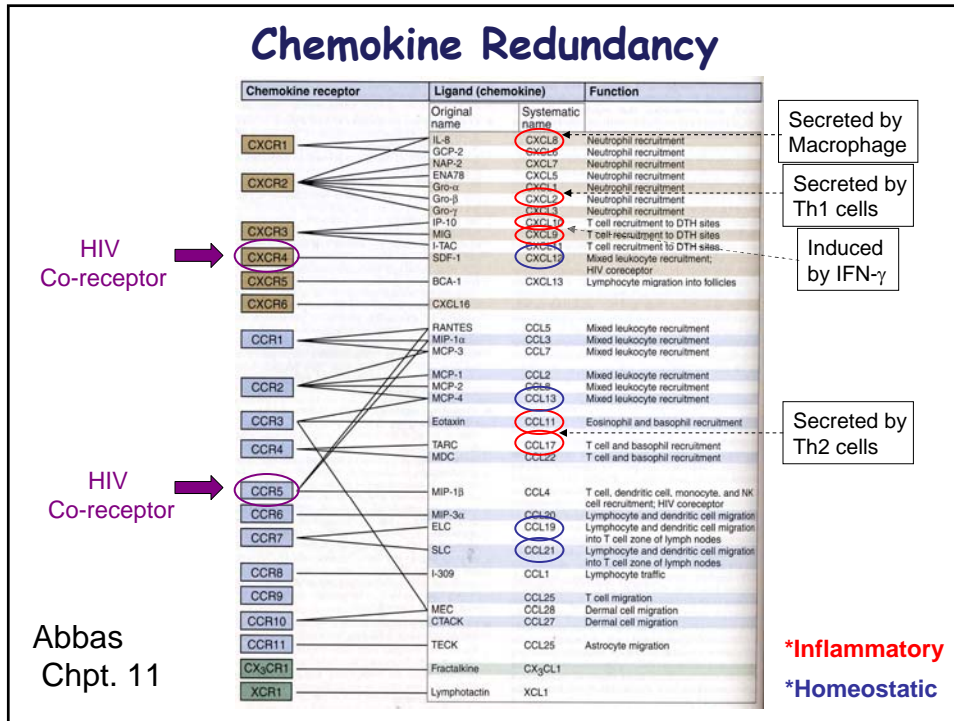 Chemokine Redundancy
Chemokine receptor Ligand (chemokine) Function
Original name Systematic name
CXCR1 IL-8 CXCL8 Neutrophil recruitment
GCP-2 CXCL6 Neutrophil recruitment
NAP-2 CXCL7 Neutrophil recruitment
CXCR2 ENA78 CXCL5 Neutrophil recruitment
Gro-α CXCL1 Neutrophil recruitment
Gro-β CXCL2 Neutrophil recruitment
Gro-γ CXCL3 Neutrophil recruitment
IP-10 CXCL10 T cell recruitment to DTH sites
CXCR3 MIG CXCL9 T cell recruitment to DTH sites
I-TAC CXCL11 T cell recruitment to DTH sites
CXCR4 SDF-1 CXCL12 Mixed leukocyte recruitment;
HIV coreceptor
CXCR5 BCA-1 CXCL13 Lymphocyte migration into follicles
CXCR6 CXCL16
RANTES CCL5 Mixed leukocyte recruitment
CCR1 MIP-1α CCL3 Mixed leukocyte recruitment
MCP-3 CCL7 Mixed leukocyte recruitment
MCP-1 CCL2 Mixed leukocyte recruitment
CCR2 MCP-2 CCL8 Mixed leukocyte recruitment
MCP-4 CCL13 Mixed leukocyte recruitment
CCR3 Eotaxin CCL11 Eosinophil and basophil recruitment
CCR4 TARC CCL17 T cell and basophil recruitment
MDC CCL22 T cell and basophil recruitment
CCR5 MIP-1β CCL4 T cell, dendritic cell, monocyte, and NK
cell recruitment; HIV coreceptor
CCR6 MIP-3α CCL20 Lymphocyte and dendritic cell migration
CCR7 ELC CCL19 Lymphocyte and dendritic cell migration
into T cell zone of lymph nodes
SLC CCL21 Lymphocyte and dendritic cell migration
into T cell zone of lymph nodes
CCR8 I-309 CCL1 Lymphocyte traffic
CCR9 CCL25 T cell migration
MEC CCL28 Dermal cell migration
CCR10 CTACK CCL27 Dermal cell migration
CCR11 TECK CCL25 Astrocyte migration
CX3CR1 Fractalkine CX3CL1
XCR1 Lymphotactin XCL1
HIV
Co-receptor
HIV
Co-receptor
Secreted by
Macrophage
Secreted by
Th1 cells
Induced
by IFN-γ
Secreted by
Th2 cells
Abbas
Chpt. 11
*Inflammatory
*Homeostatic